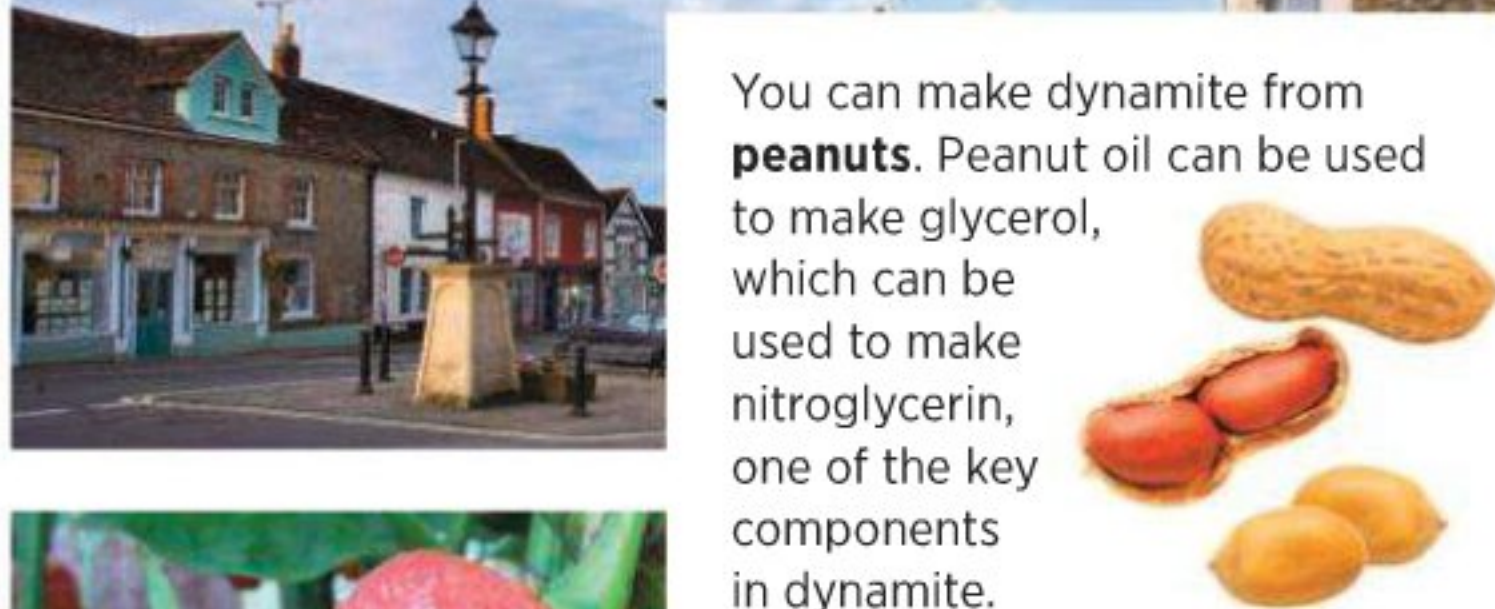 You can make dynamite from
peanuts. Peanut oil can be used
to make glycerol,
which can be
used to make
nitroglycerin,
one of the key
components
in dynamite.